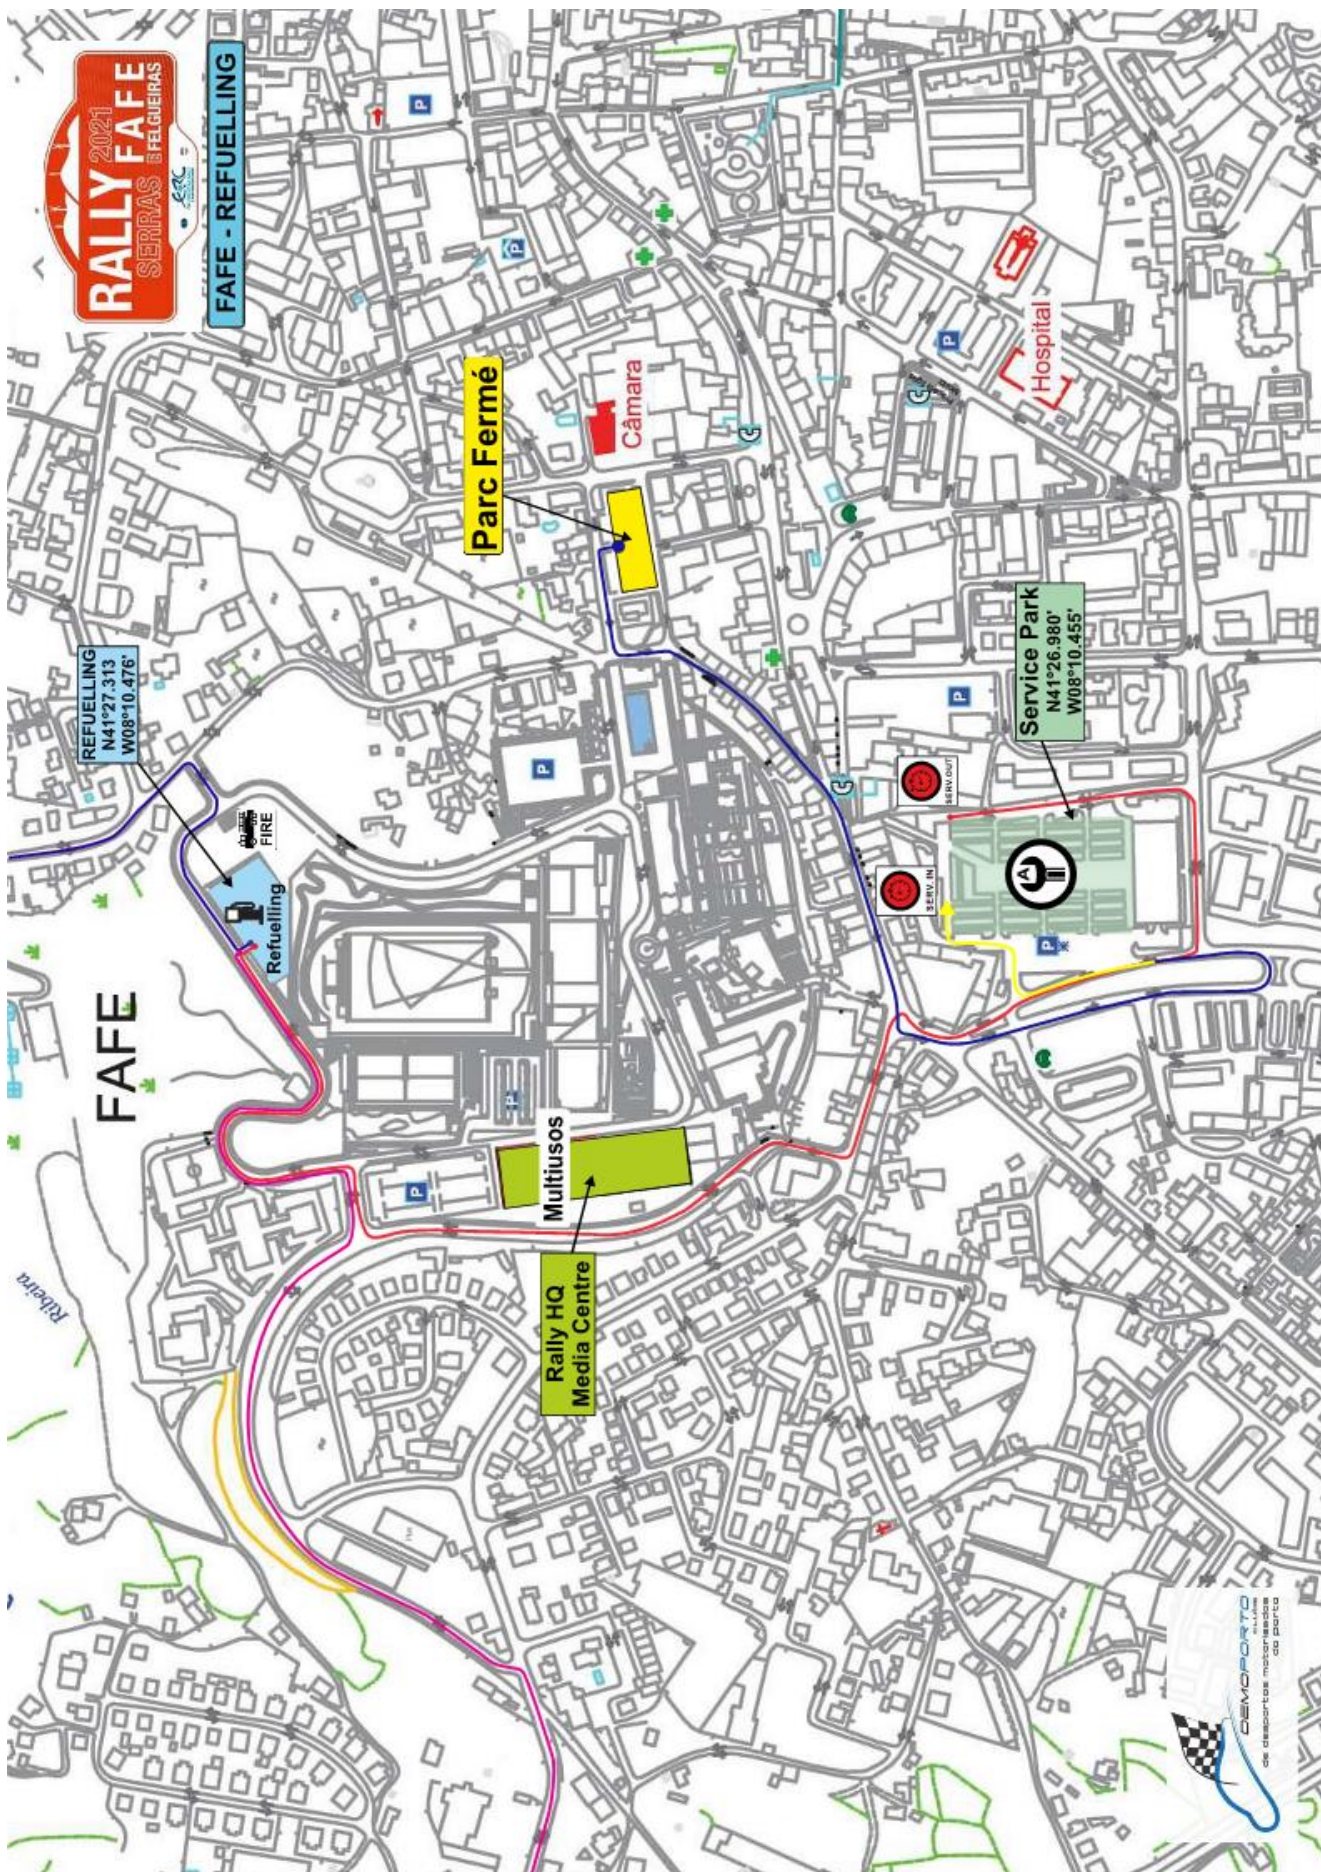 RALLY 2021
FAFE
SERRAS E FELGUEIRAS
ERC
FAFE - REFUELLING
REFUELLING
N41°27.313
W08°10.476'
FIRE
Refuelling
FAFE
Ribeira
Parc Fermé
Câmara
Hospital
C
C
C
P
P
P
P
P
P
P
P
P
Multiusos
Rally HQ
Media Centre
Service Park
N41°26.980'
W08°10.455'
SERV.OUT
SERV.IN
A
DEMOPORTO
CLUBE
de desportos motorizados
do porto